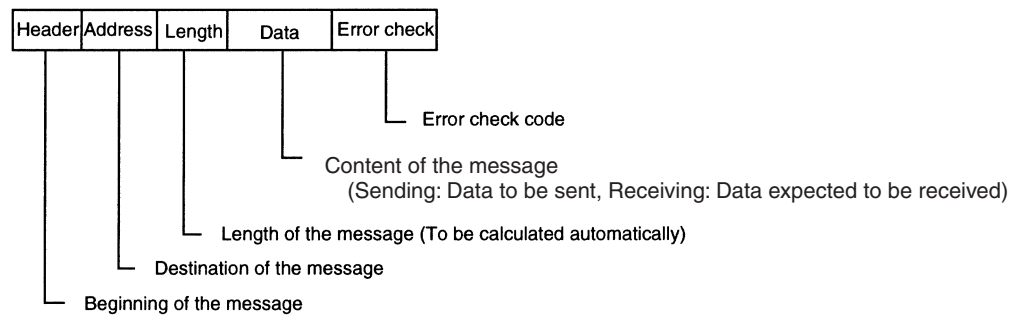 Header Address Length Data Error check
Error check code
Content of the message
(Sending: Data to be sent, Receiving: Data expected to be received)
Length of the message (To be calculated automatically)
Destination of the message
Beginning of the message